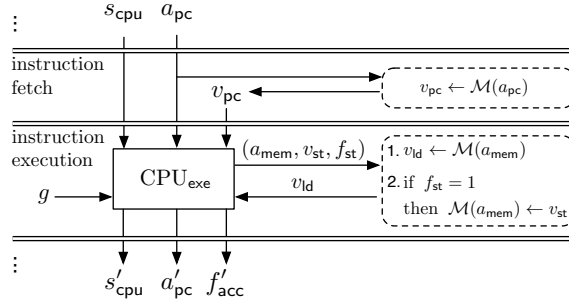 ⋮
s_cpu a_pc
instruction
fetch
v_pc
v_pc ← M(a_pc)
instruction
execution
(a_mem, v_st, f_st)
1. v_ld ← M(a_mem)
CPU_exe
v_ld
2. if f_st = 1
g
then M(a_mem) ← v_st
⋮
s′_cpu a′_pc f′_acc